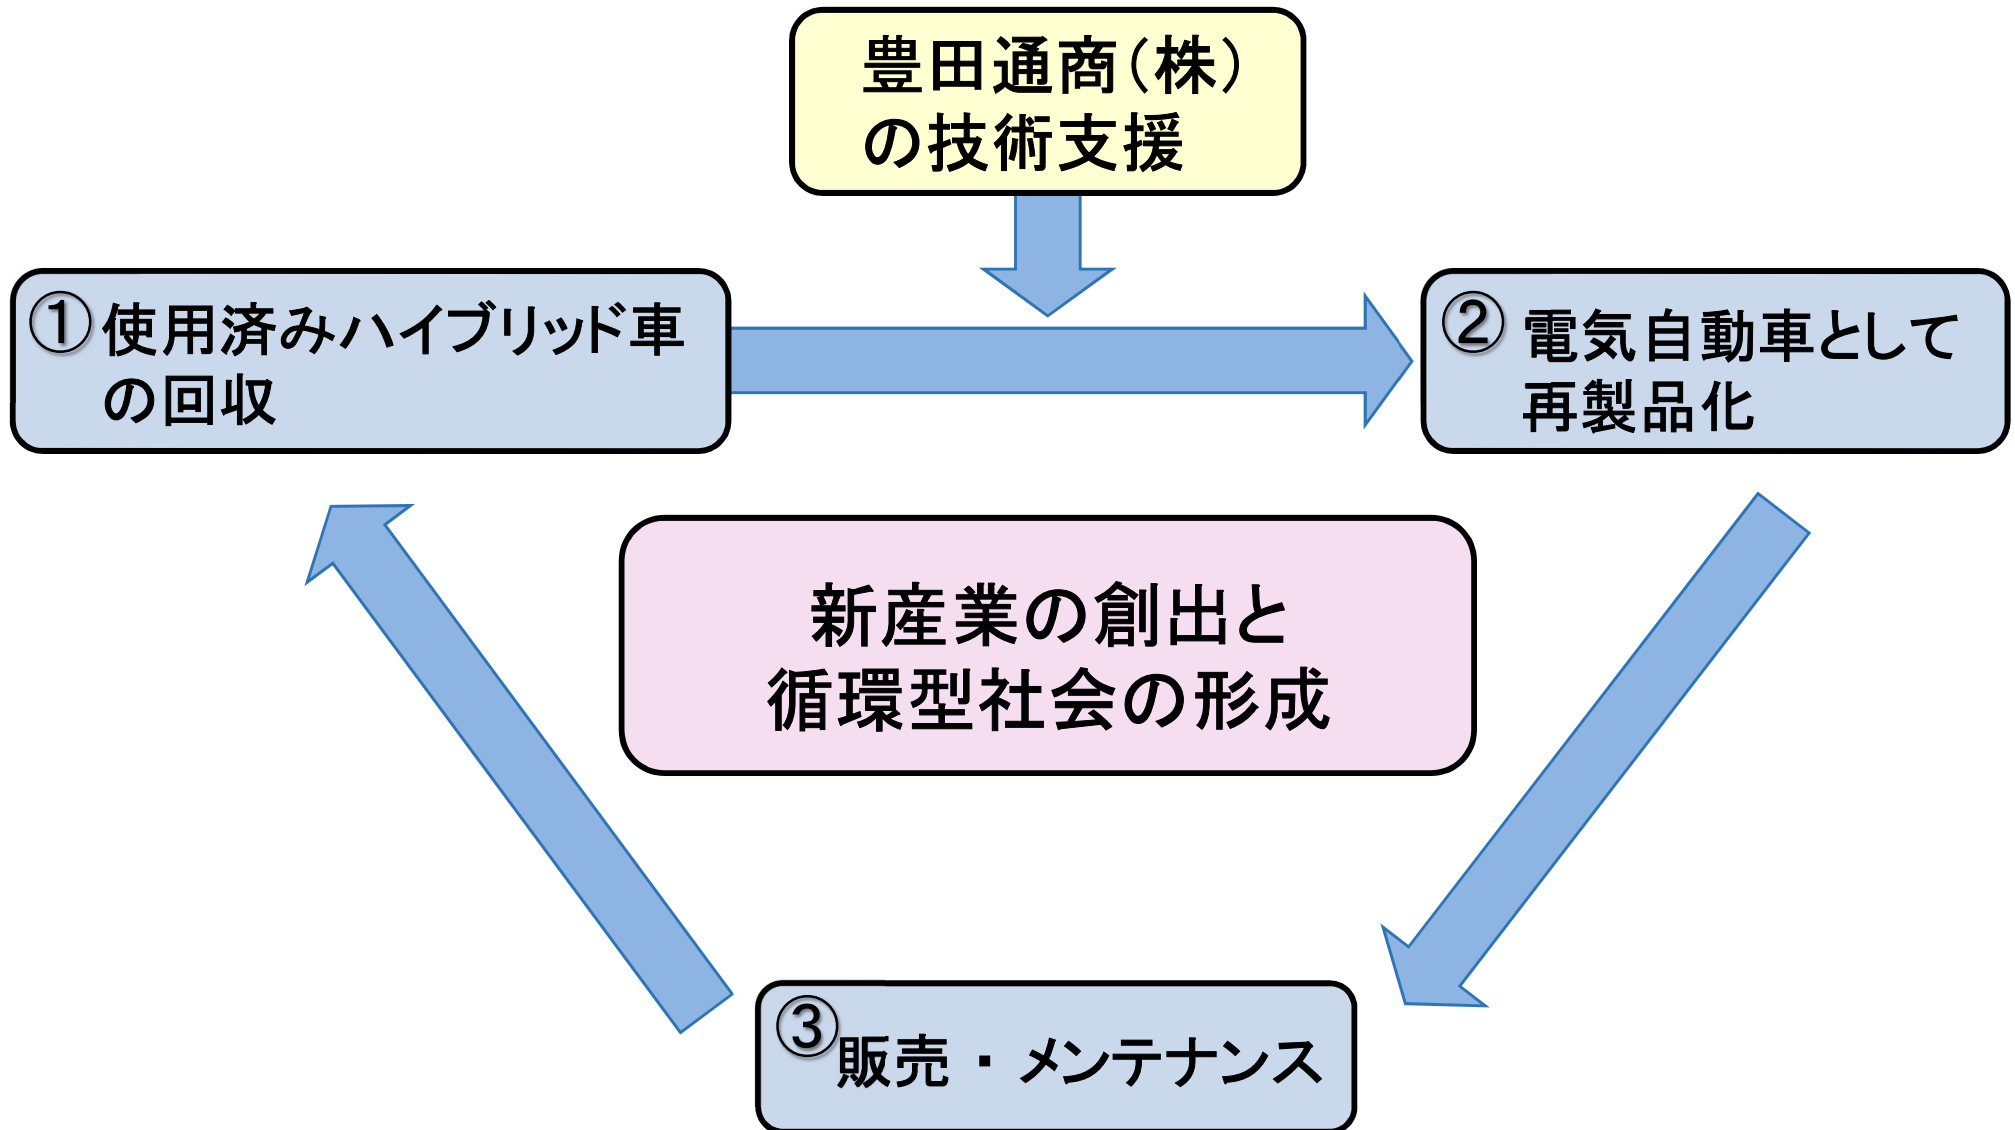 豊田通商（株）
の技術支援
①使用済みハイブリッド車
の回収
②電気自動車として
再製品化
新産業の創出と
循環型社会の形成
③販売・メンテナンス